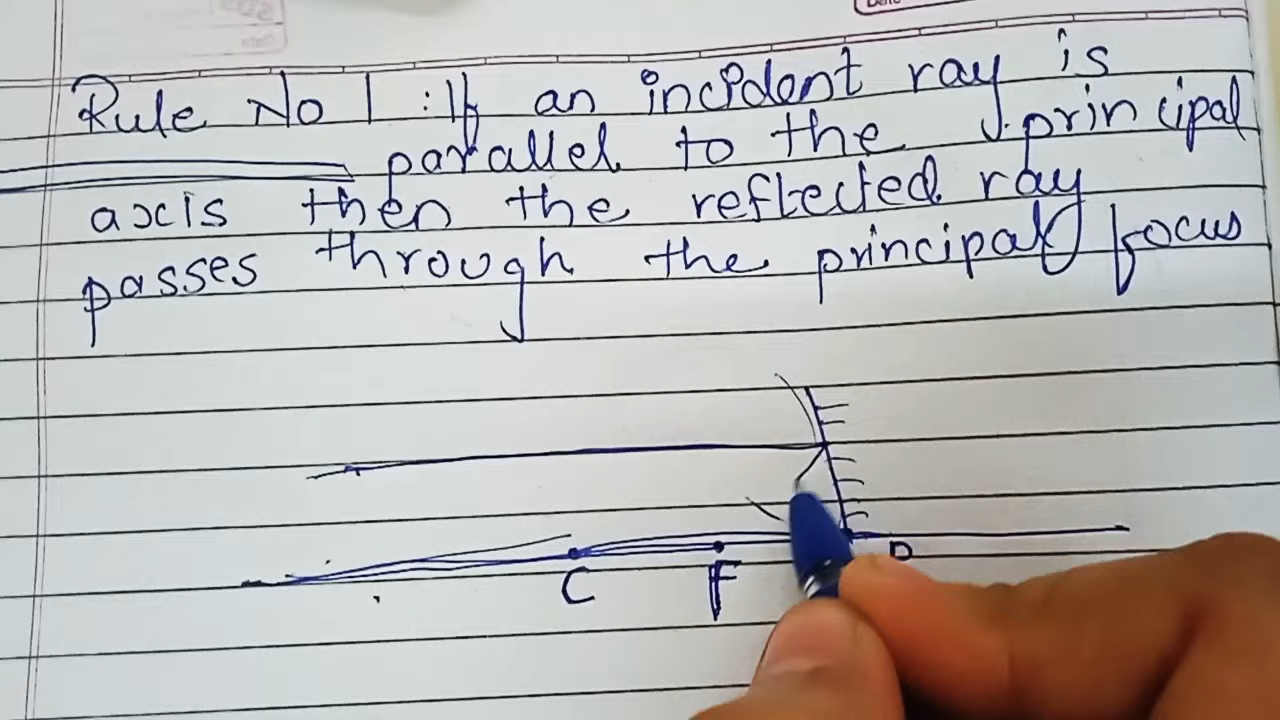 Rule No 1 : If an incident ray is
parallel to the principal
axis then the reflected ray
passes through the principal focus
C F P